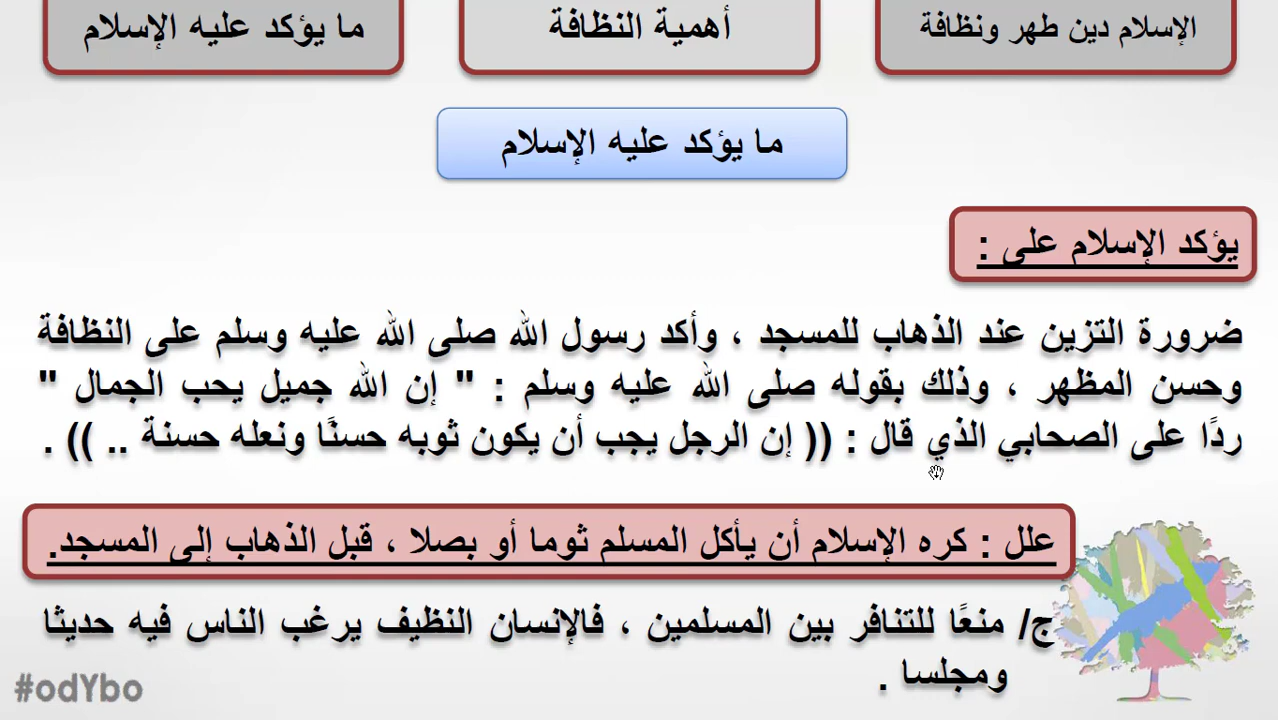 الإسلام دين طهر ونظافة
أهمية النظافة
ما يؤكد عليه الإسلام
ما يؤكد عليه الإسلام
يؤكد الإسلام على :
ضرورة التزين عند الذهاب للمسجد ، وأكد رسول الله صلى الله عليه وسلم على النظافة
وحسن المظهر ، وذلك بقوله صلى الله عليه وسلم : " إن الله جميل يحب الجمال "
ردًا على الصحابي الذي قال : (( إن الرجل يجب أن يكون ثوبه حسنًا ونعله حسنة .. )) .
علل : كره الإسلام أن يأكل المسلم ثوما أو بصلا ، قبل الذهاب إلى المسجد.
ج/ منعًا للتنافر بين المسلمين ، فالإنسان النظيف يرغب الناس فيه حديثا
ومجلسا .
#odYbo